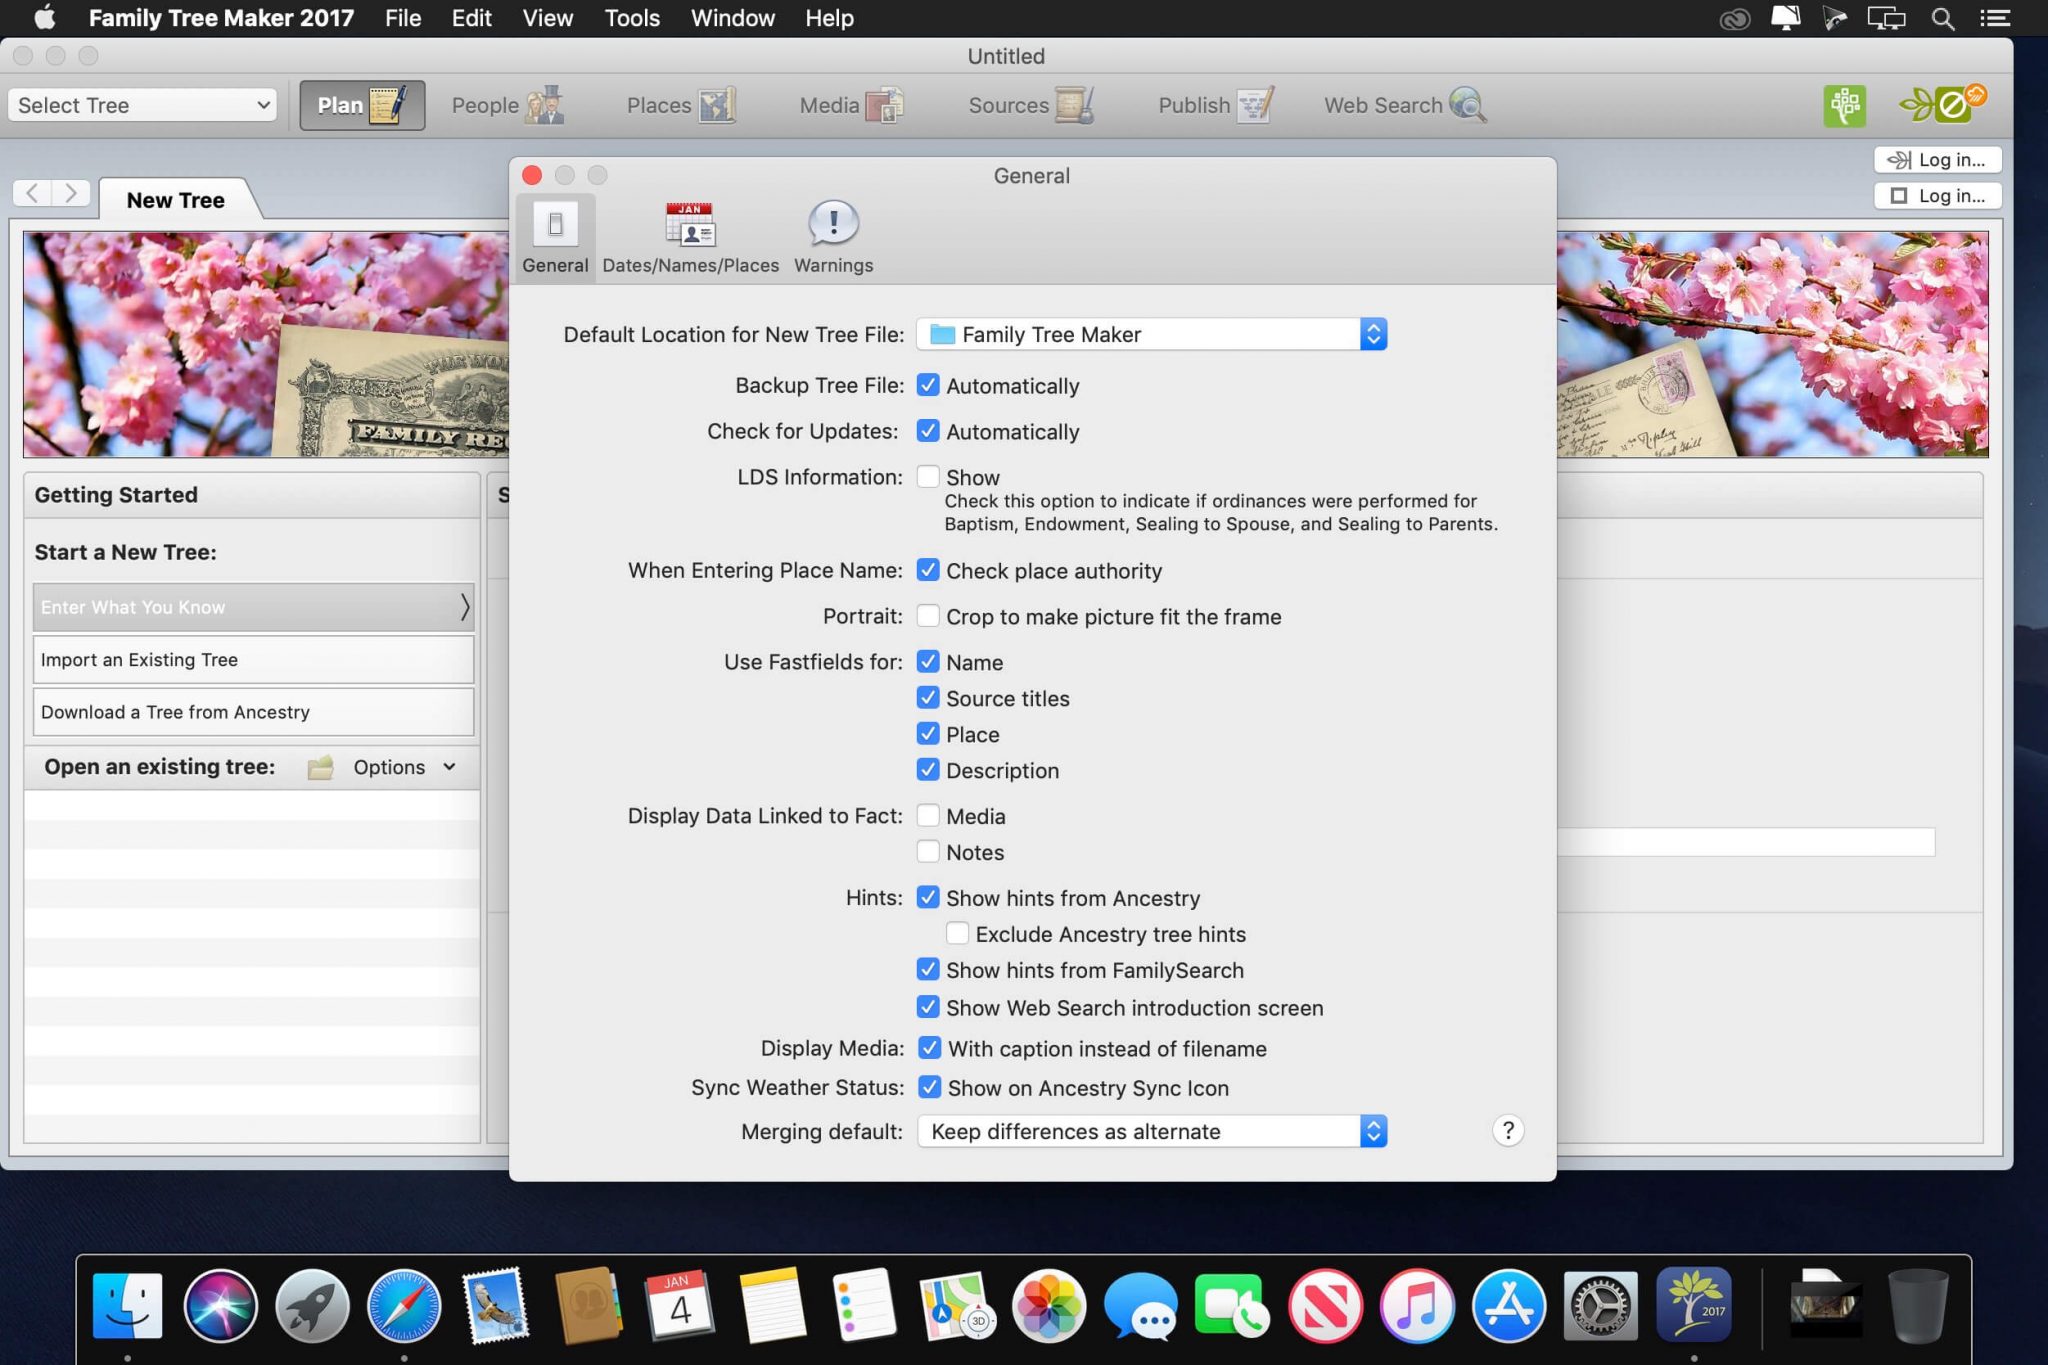 Family Tree Maker 2017 File Edit View Tools Window Help
Untitled
Select Tree Plan People Places Media Sources Publish Web Search
Log in...
Log in...
New Tree
General
General Dates/Names/Places Warnings
JAN
FAMILY REC
Default Location for New Tree File: Family Tree Maker
Backup Tree File: Automatically
Check for Updates: Automatically
LDS Information: Show
Check this option to indicate if ordinances were performed for
Baptism, Endowment, Sealing to Spouse, and Sealing to Parents.
When Entering Place Name: Check place authority
Portrait: Crop to make picture fit the frame
Use Fastfields for: Name
Source titles
Place
Description
Display Data Linked to Fact: Media
Notes
Hints: Show hints from Ancestry
Exclude Ancestry tree hints
Show hints from FamilySearch
Show Web Search introduction screen
Display Media: With caption instead of filename
Sync Weather Status: Show on Ancestry Sync Icon
Merging default: Keep differences as alternate ?
Getting Started
S
Start a New Tree:
Enter What You Know
Import an Existing Tree
Download a Tree from Ancestry
Open an existing tree: Options
JAN
4
3D
2017